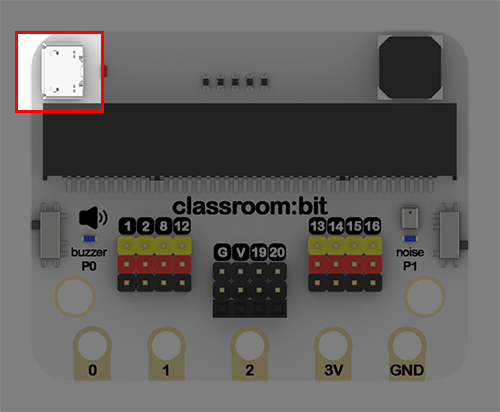 classroom:bit
1 2 8 12
13 14 15 16
G V 19 20
buzzer
P0
noise
P1
0 1 2 3V GND